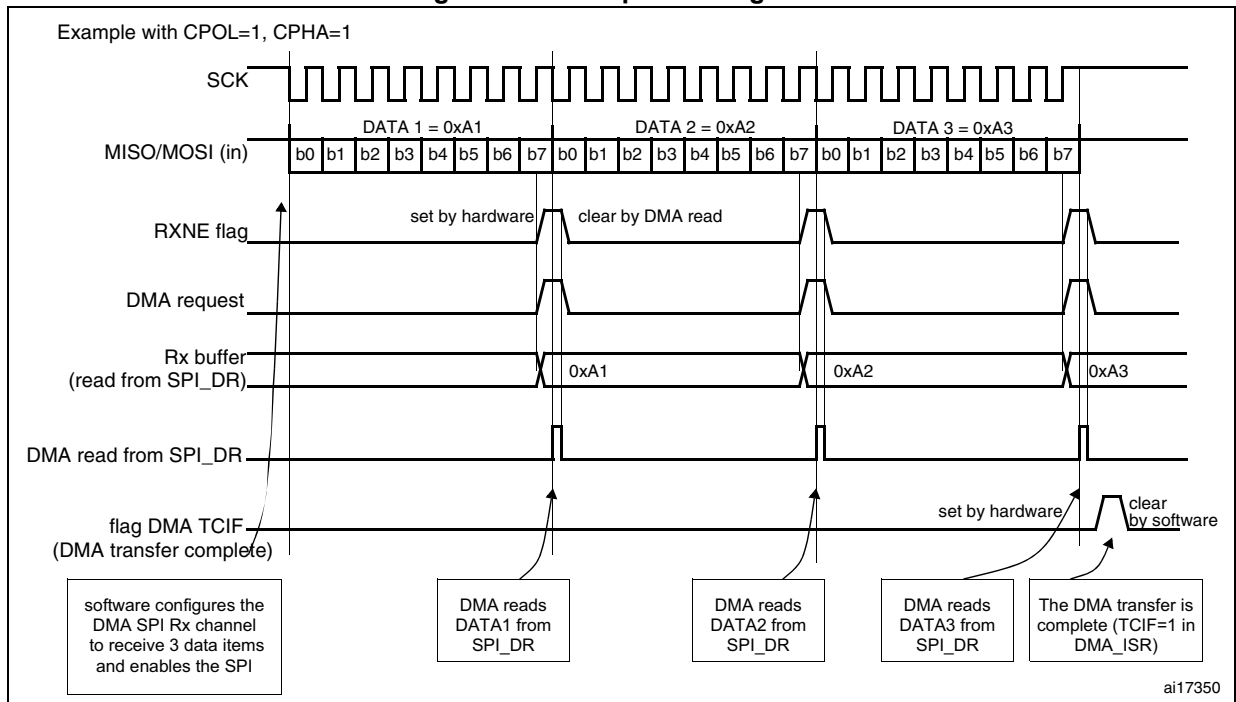 Example with CPOL=1, CPHA=1
SCK
DATA 1 = 0xA1
DATA 2 = 0xA2
DATA 3 = 0xA3
MISO/MOSI (in)
b0 b1 b2 b3 b4 b5 b6 b7 b0 b1 b2 b3 b4 b5 b6 b7 b0 b1 b2 b3 b4 b5 b6 b7
set by hardware
clear by DMA read
RXNE flag
DMA request
Rx buffer
(read from SPI_DR)
0xA1
0xA2
0xA3
DMA read from SPI_DR
set by hardware
clear
by software
flag DMA TCIF
(DMA transfer complete)
software configures the
DMA SPI Rx channel
to receive 3 data items
and enables the SPI
DMA reads
DATA1 from
SPI_DR
DMA reads
DATA2 from
SPI_DR
DMA reads
DATA3 from
SPI_DR
The DMA transfer is
complete (TCIF=1 in
DMA_ISR)
ai17350